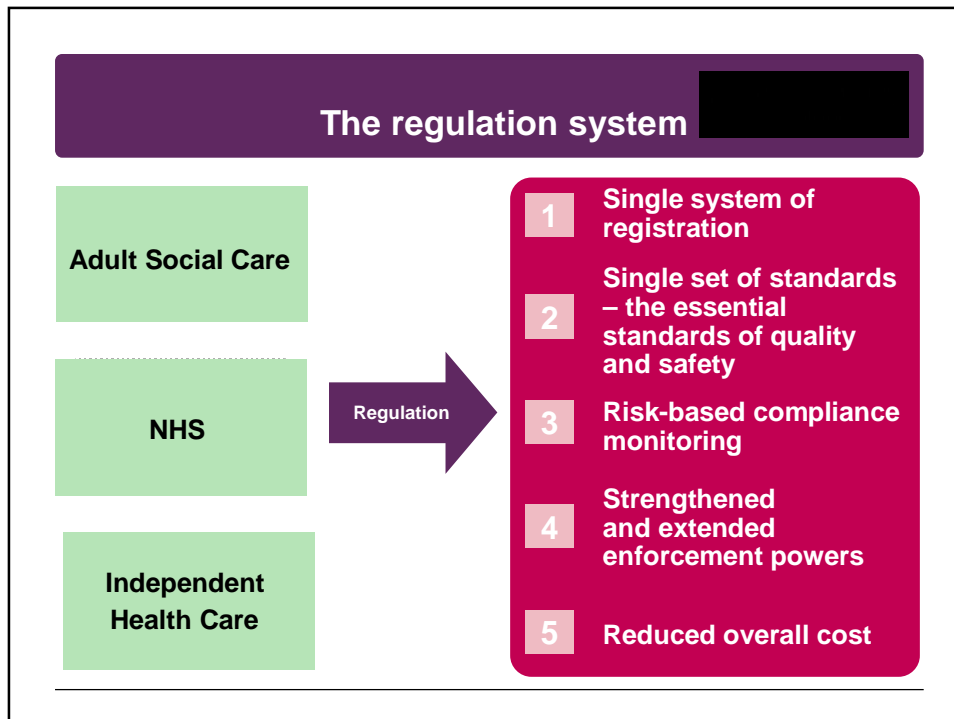 The regulation system
Adult Social Care
NHS
Independent
Health Care
Regulation
1
Single system of
registration
2
Single set of standards
– the essential
standards of quality
and safety
3
Risk-based compliance
monitoring
4
Strengthened
and extended
enforcement powers
5
Reduced overall cost